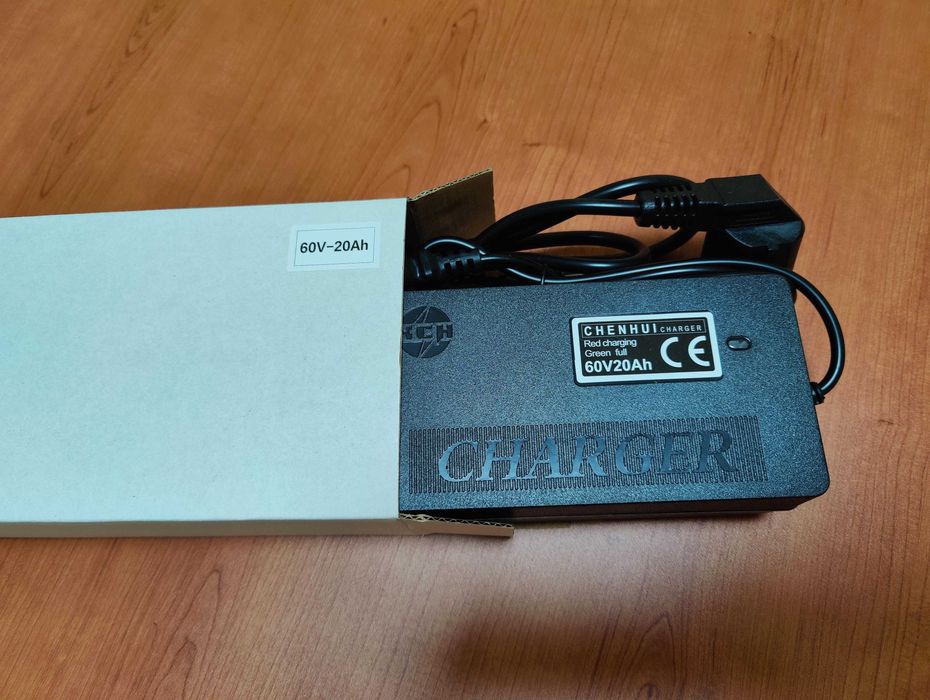 60V-20Ah
CHENHUI CHARGER
Red charging
Green full
60V20Ah
CE
CHARGER